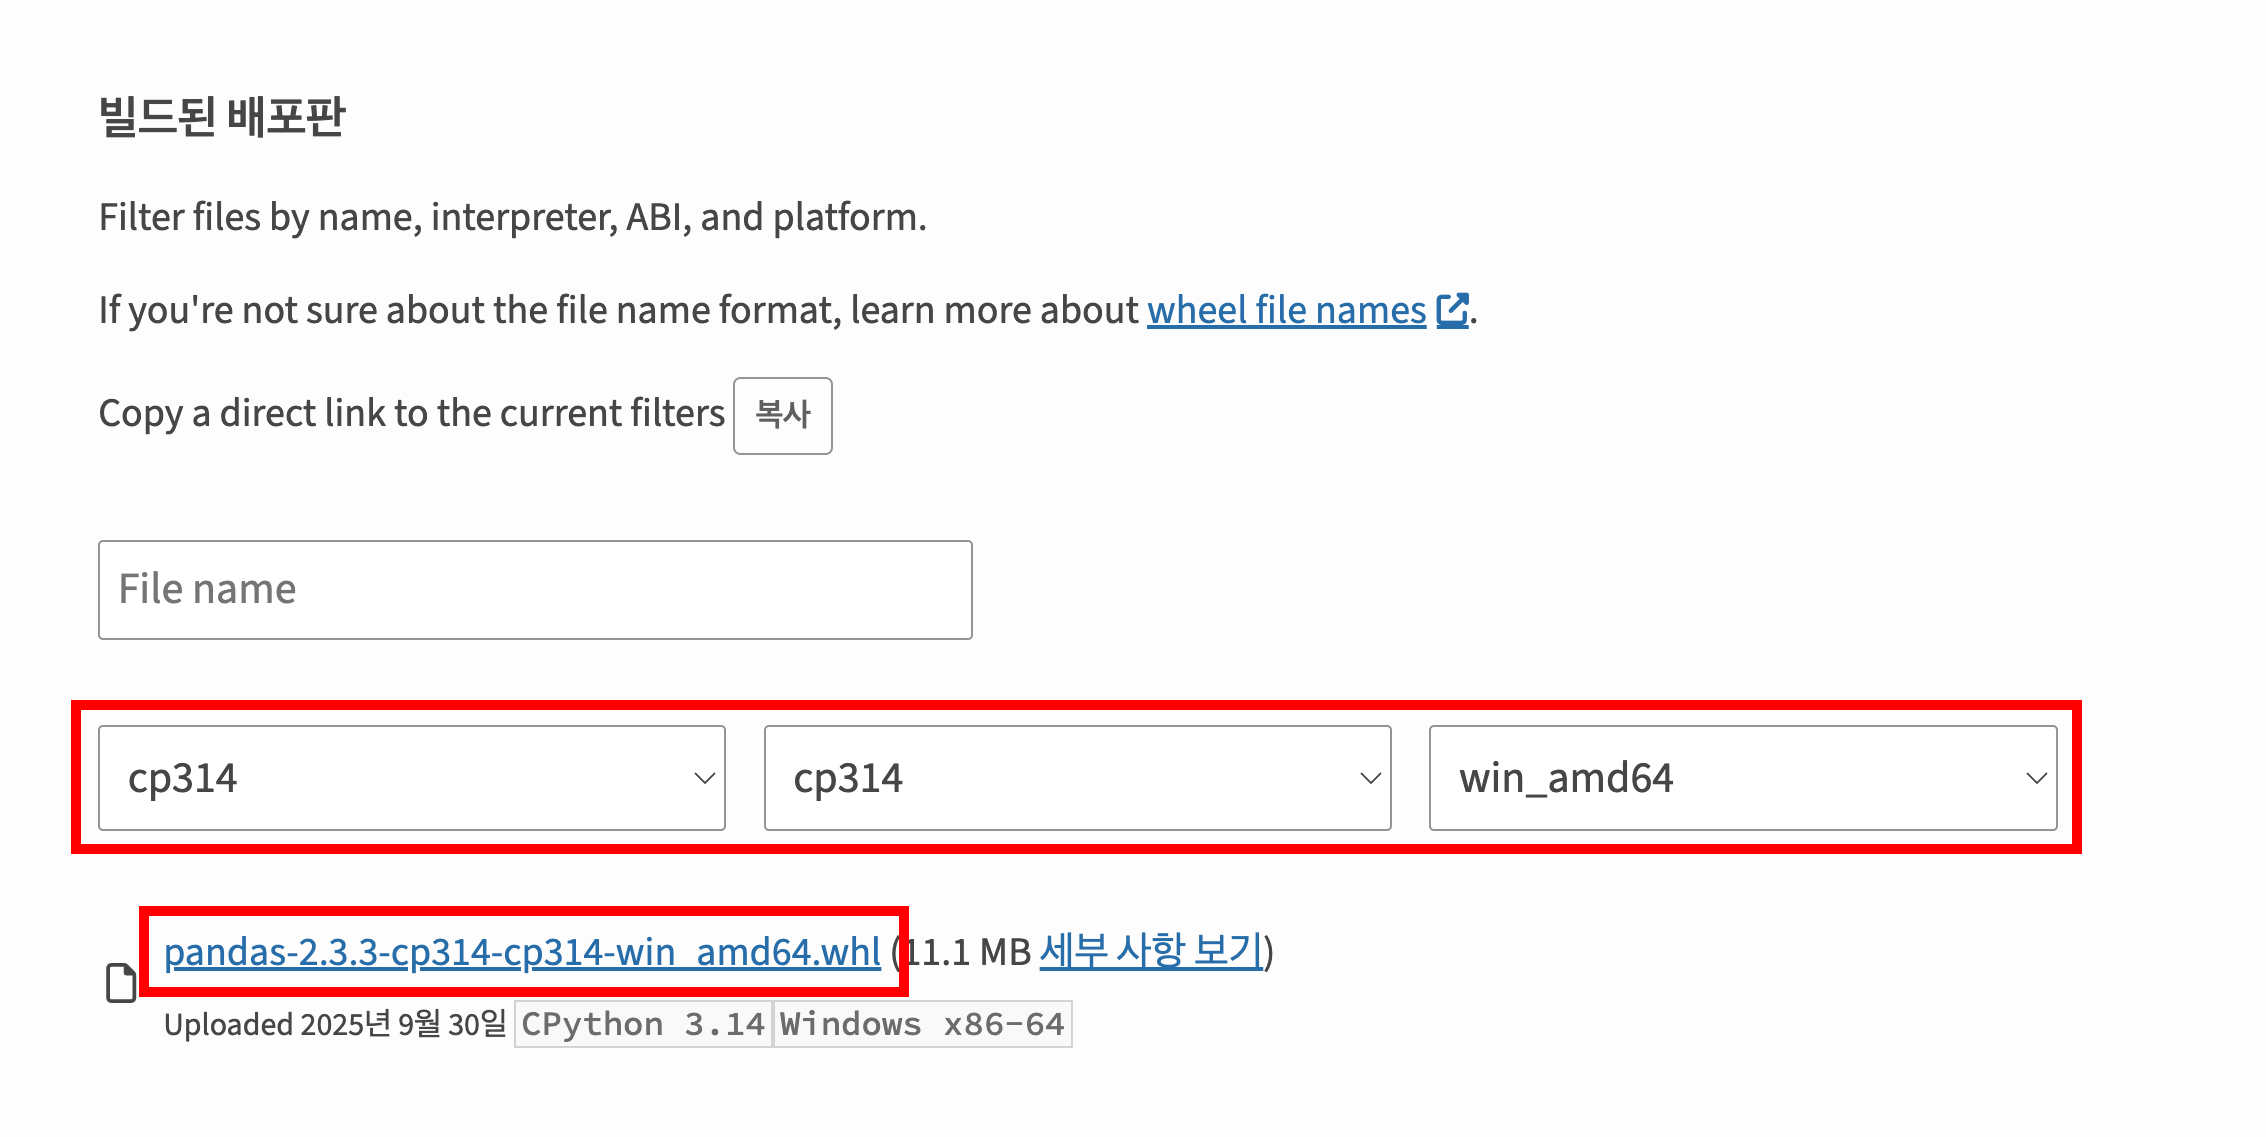 빌드된 배포판
Filter files by name, interpreter, ABI, and platform.
If you're not sure about the file name format, learn more about wheel file names.
Copy a direct link to the current filters 복사
File name
cp314 cp314 win_amd64
pandas-2.3.3-cp314-cp314-win_amd64.whl (11.1 MB 세부 사항 보기)
Uploaded 2025년 9월 30일 CPython 3.14 Windows x86-64